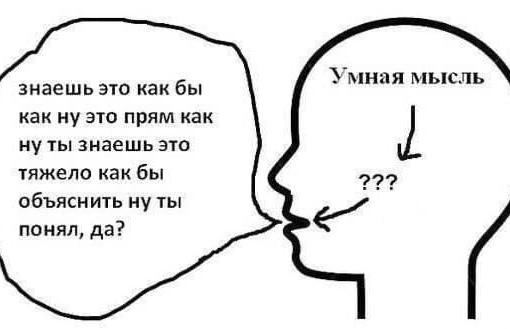 знаешь это как бы
как ну это прям как
ну ты знаешь это
тяжело как бы
объяснить ну ты
понял, да?
Умная мысль
???